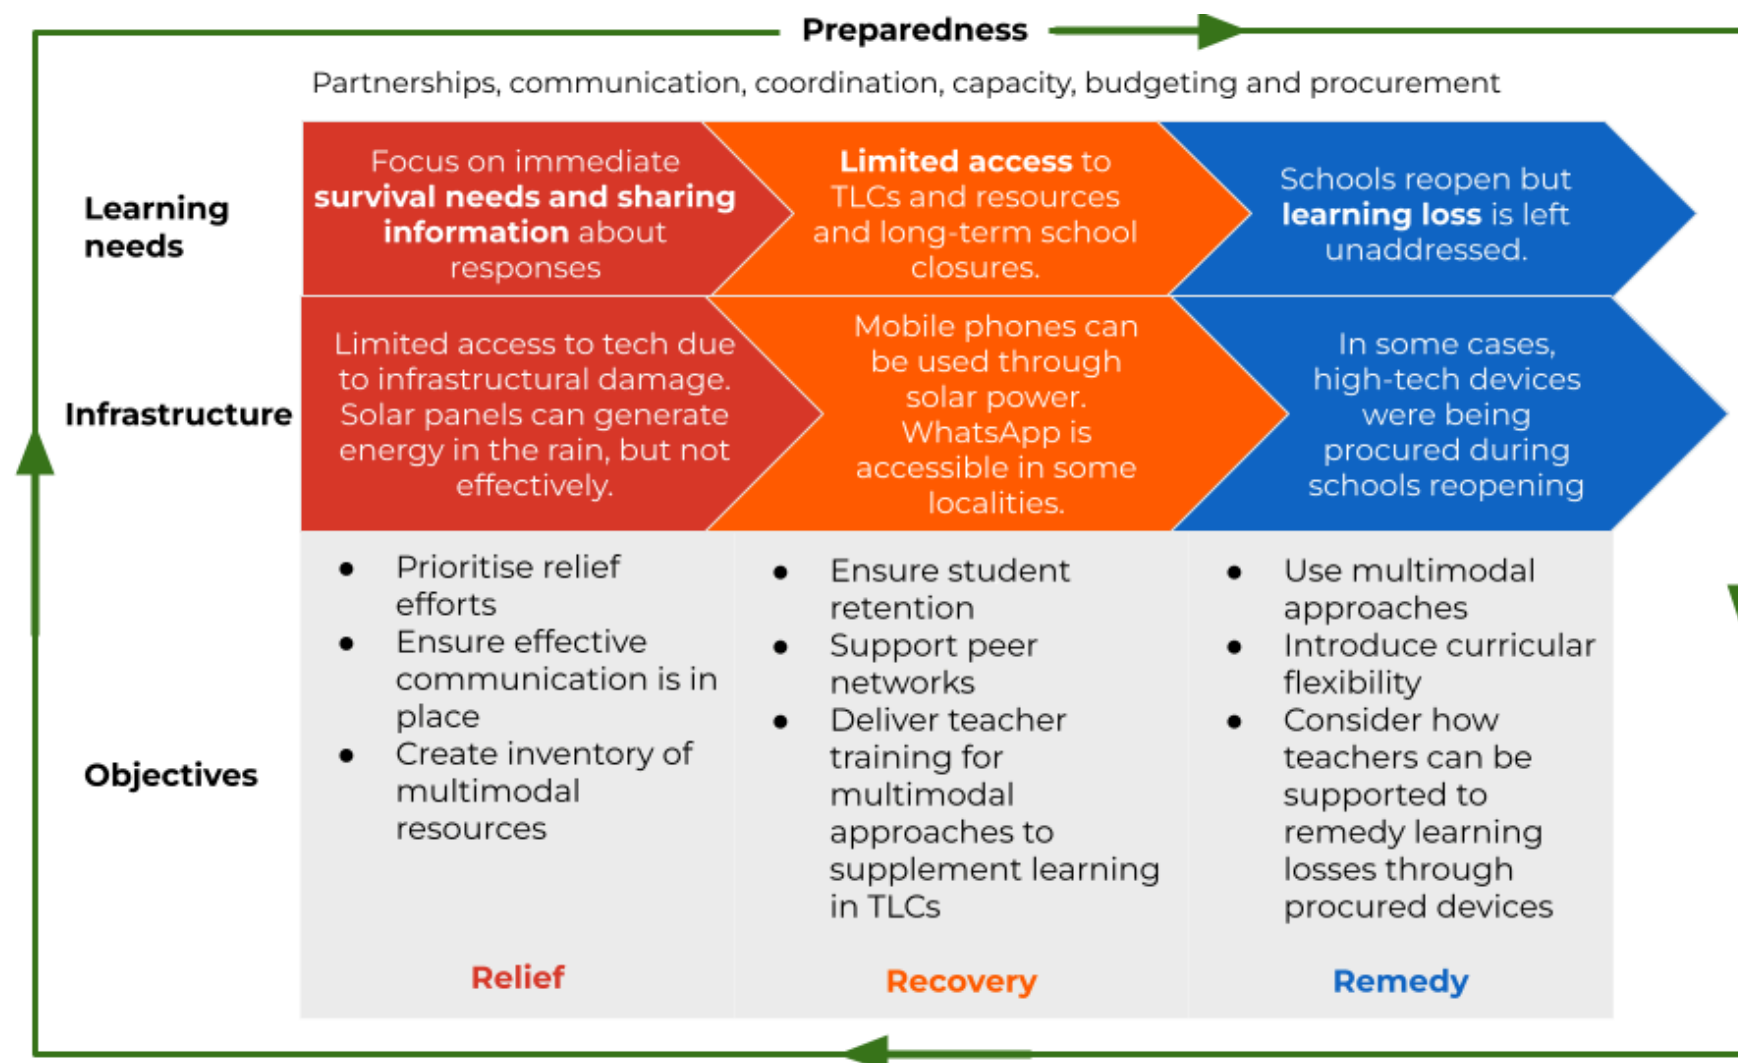 Preparedness
Partnerships, communication, coordination, capacity, budgeting and procurement
Learning
needs
Focus on immediate
survival needs and sharing
information about
responses
Limited access to
TLCs and resources
and long-term school
closures.
Schools reopen but
learning loss is left
unaddressed.
Infrastructure
Limited access to tech due
to infrastructural damage.
Solar panels can generate
energy in the rain, but not
effectively.
Mobile phones can
be used through
solar power.
WhatsApp is
accessible in some
localities.
In some cases,
high-tech devices
were being
procured during
schools reopening
Objectives
● Prioritise relief
efforts
● Ensure effective
communication is in
place
● Create inventory of
multimodal
resources
● Ensure student
retention
● Support peer
networks
● Deliver teacher
training for
multimodal
approaches to
supplement learning
in TLCs
● Use multimodal
approaches
● Introduce curricular
flexibility
● Consider how
teachers can be
supported to
remedy learning
losses through
procured devices
Relief
Recovery
Remedy